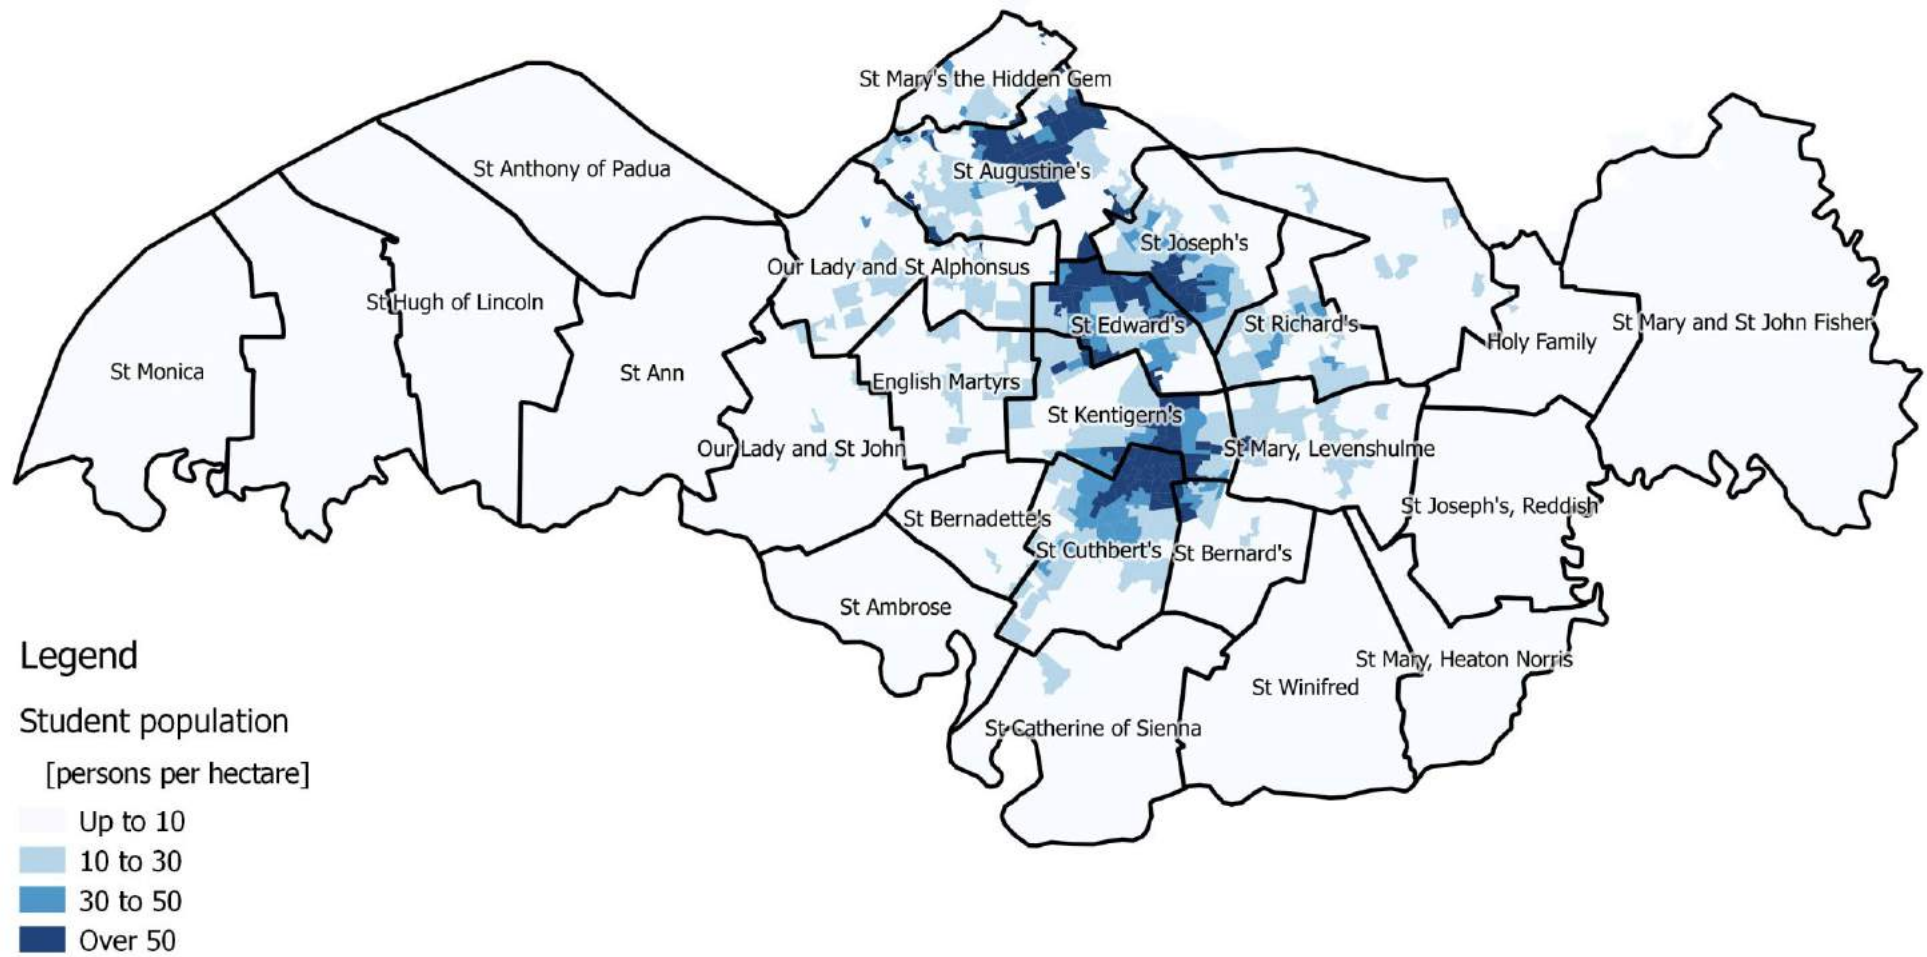 St Mary's the Hidden Gem
St Anthony of Padua
St Augustine's
St Joseph's
Our Lady and St Alphonsus
St Hugh of Lincoln
St Edward's
St Richard's
St Mary and St John Fisher
Holy Family
St Monica
St Ann
English Martyrs
St Kentigern's
Our Lady and St John
St Mary, Levenshulme
St Joseph's, Reddish
St Bernadette's
St Cuthbert's
St Bernard's
St Ambrose
St Mary, Heaton Norris
St Winifred
St Catherine of Sienna
Legend
Student population
[persons per hectare]
Up to 10
10 to 30
30 to 50
Over 50